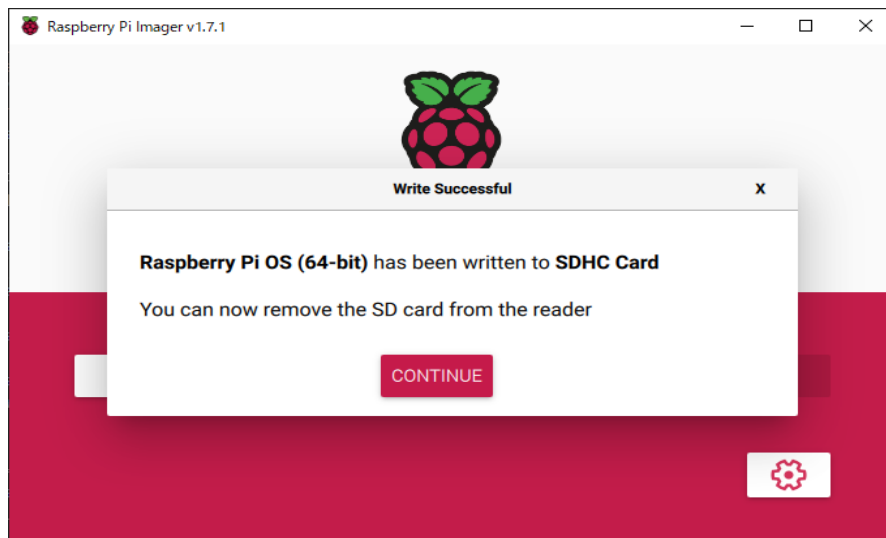 Raspberry Pi Imager v1.7.1
Write Successful
X
Raspberry Pi OS (64-bit) has been written to SDHC Card
You can now remove the SD card from the reader
CONTINUE